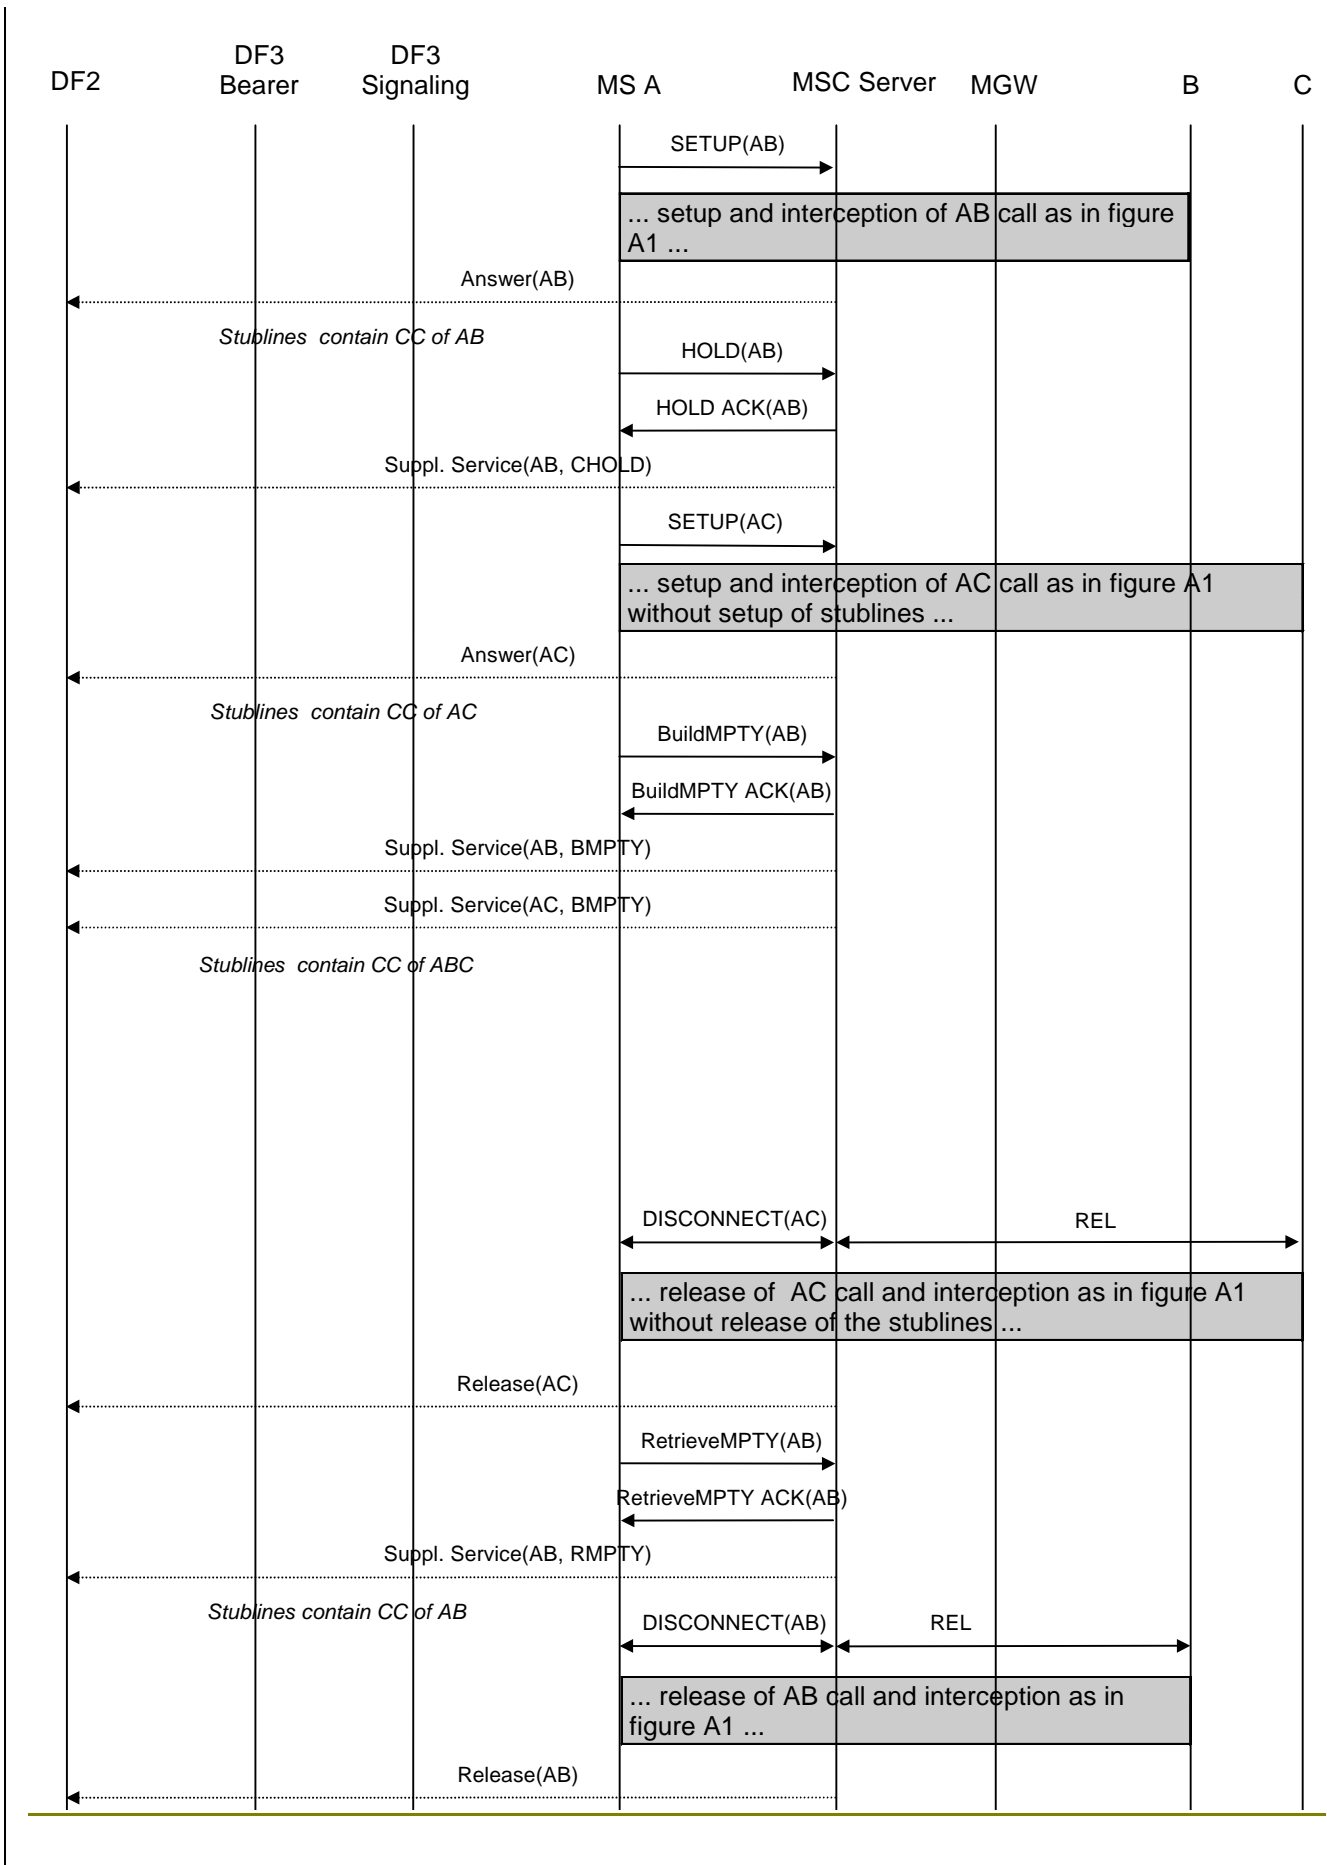 DF2
DF3
Bearer
DF3
Signaling
MS A
MSC Server
MGW
B
C
SETUP(AB)
... setup and interception of AB call as in figure
A1 ...
Answer(AB)
Stublines contain CC of AB
HOLD(AB)
HOLD ACK(AB)
Suppl. Service(AB, CHOLD)
SETUP(AC)
... setup and interception of AC call as in figure A1
without setup of stublines ...
Answer(AC)
Stublines contain CC of AC
BuildMPTY(AB)
BuildMPTY ACK(AB)
Suppl. Service(AB, BMPTY)
Suppl. Service(AC, BMPTY)
Stublines contain CC of ABC
DISCONNECT(AC)
REL
... release of AC call and interception as in figure A1
without release of the stublines ...
Release(AC)
RetrieveMPTY(AB)
RetrieveMPTY ACK(AB)
Suppl. Service(AB, RMPTY)
Stublines contain CC of AB
DISCONNECT(AB)
REL
... release of AB call and interception as in
figure A1 ...
Release(AB)